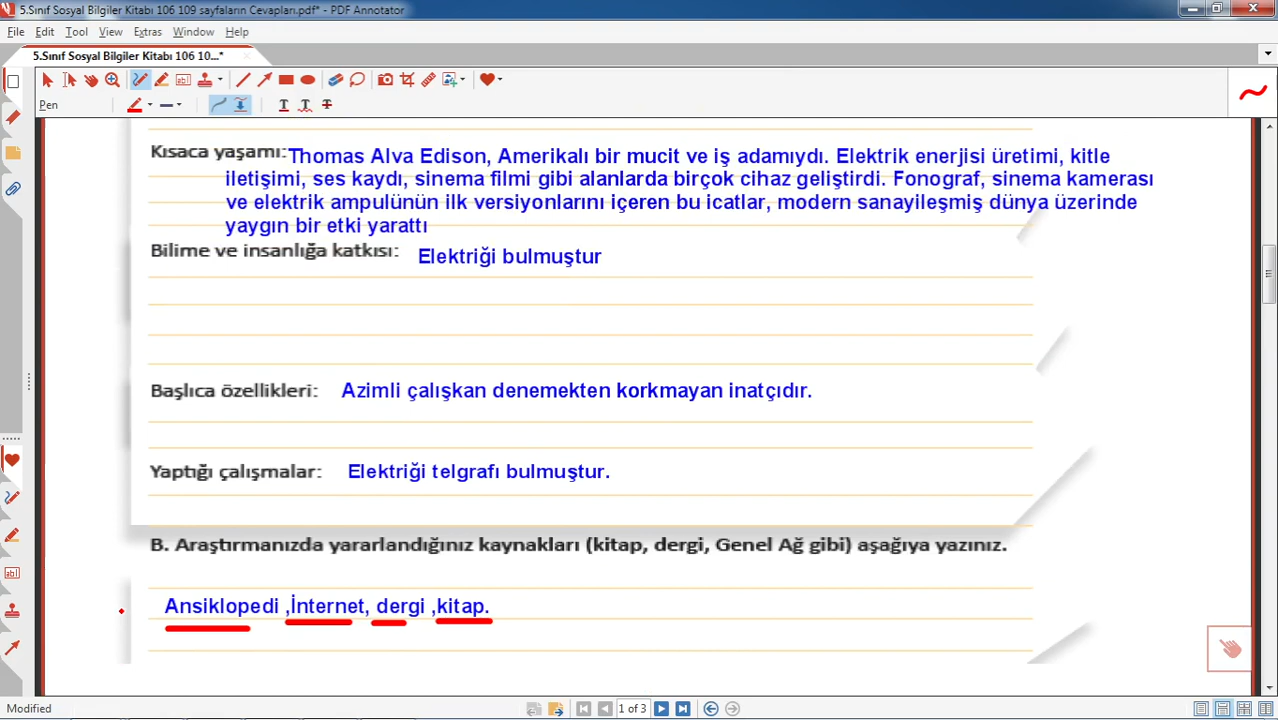 5.Sınıf Sosyal Bilgiler Kitabı 106 109 sayfaların Cevapları.pdf* - PDF Annotator
File Edit Tool View Extras Window Help
5.Sınıf Sosyal Bilgiler Kitabı 106 10...*
Pen
Kısaca yaşamı: Thomas Alva Edison, Amerikalı bir mucit ve iş adamıydı. Elektrik enerjisi üretimi, kitle
iletişimi, ses kaydı, sinema filmi gibi alanlarda birçok cihaz geliştirdi. Fonograf, sinema kamerası
ve elektrik ampulünün ilk versiyonlarını içeren bu icatlar, modern sanayileşmiş dünya üzerinde
yaygın bir etki yarattı
Bilime ve insanlığa katkısı: Elektriği bulmuştur
Başlıca özellikleri: Azimli çalışkan denemekten korkmayan inatçıdır.
Yaptığı çalışmalar: Elektriği telgrafı bulmuştur.
B. Araştırmanızda yararlandığınız kaynakları (kitap, dergi, Genel Ağ gibi) aşağıya yazınız.
Ansiklopedi ,İnternet, dergi ,kitap.
Modified
1 of 3